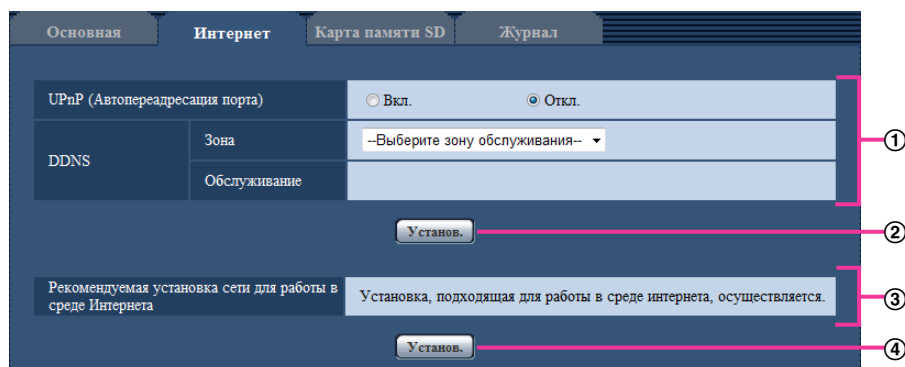 Основная Интернет Карта памяти SD Журнал
UPnP (Автопереадресация порта) Вкл. Откл.
DDNS
Зона --Выберите зону обслуживания--
Обслуживание
①
Установ.
②
Рекомендуемая установка сети для работы в
среде Интернета
Установка, подходящая для работы в среде интернета, осуществляется.
③
Установ.
④